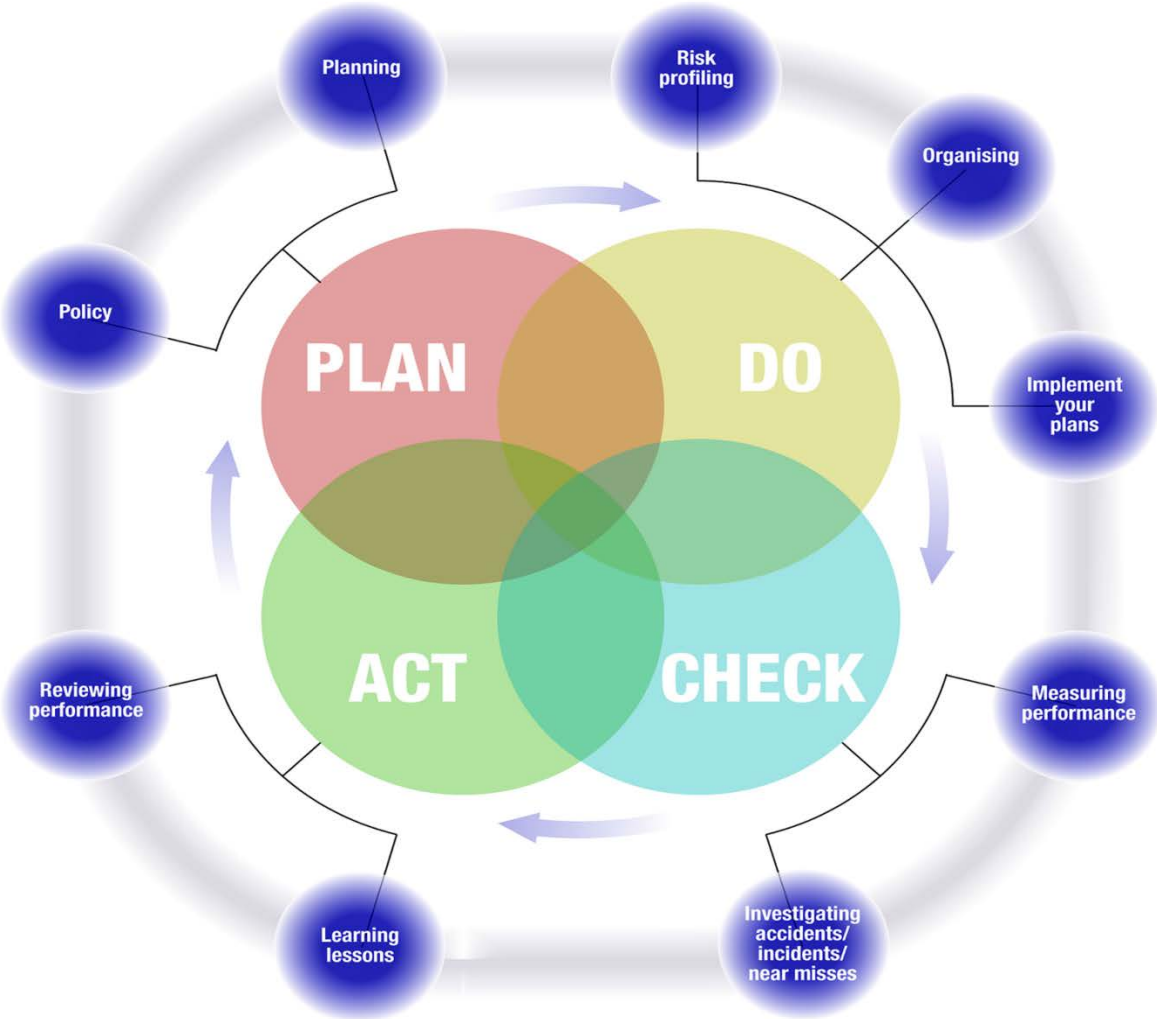 Planning
Risk
profiling
Organising
Policy
PLAN
DO
Implement
your
plans
ACT
CHECK
Reviewing
performance
Measuring
performance
Learning
lessons
Investigating
accidents/
incidents/
near misses